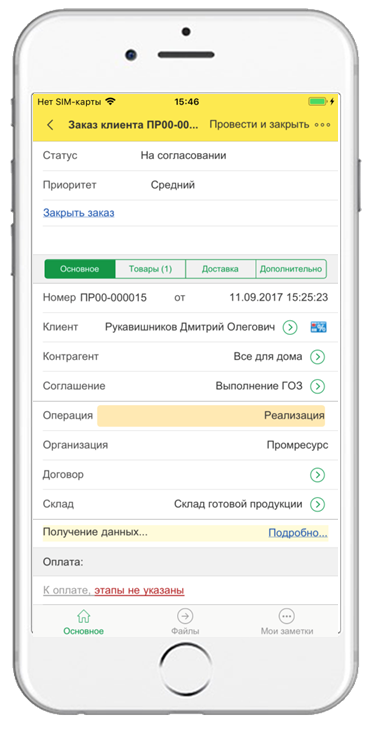 Нет SIM-карты 15:46
Заказ клиента ПР00-00... Провести и закрыть
Статус На согласовании
Приоритет Средний
Закрыть заказ
Основное Товары (1) Доставка Дополнительно
Номер ПР00-000015 от 11.09.2017 15:25:23
Клиент Рукавишников Дмитрий Олегович
Контрагент Все для дома
Соглашение Выполнение ГОЗ
Операция Реализация
Организация Промресурс
Договор
Склад Склад готовой продукции
Получение данных... Подробно...
Оплата:
К оплате, этапы не указаны
Основное Файлы Мои заметки